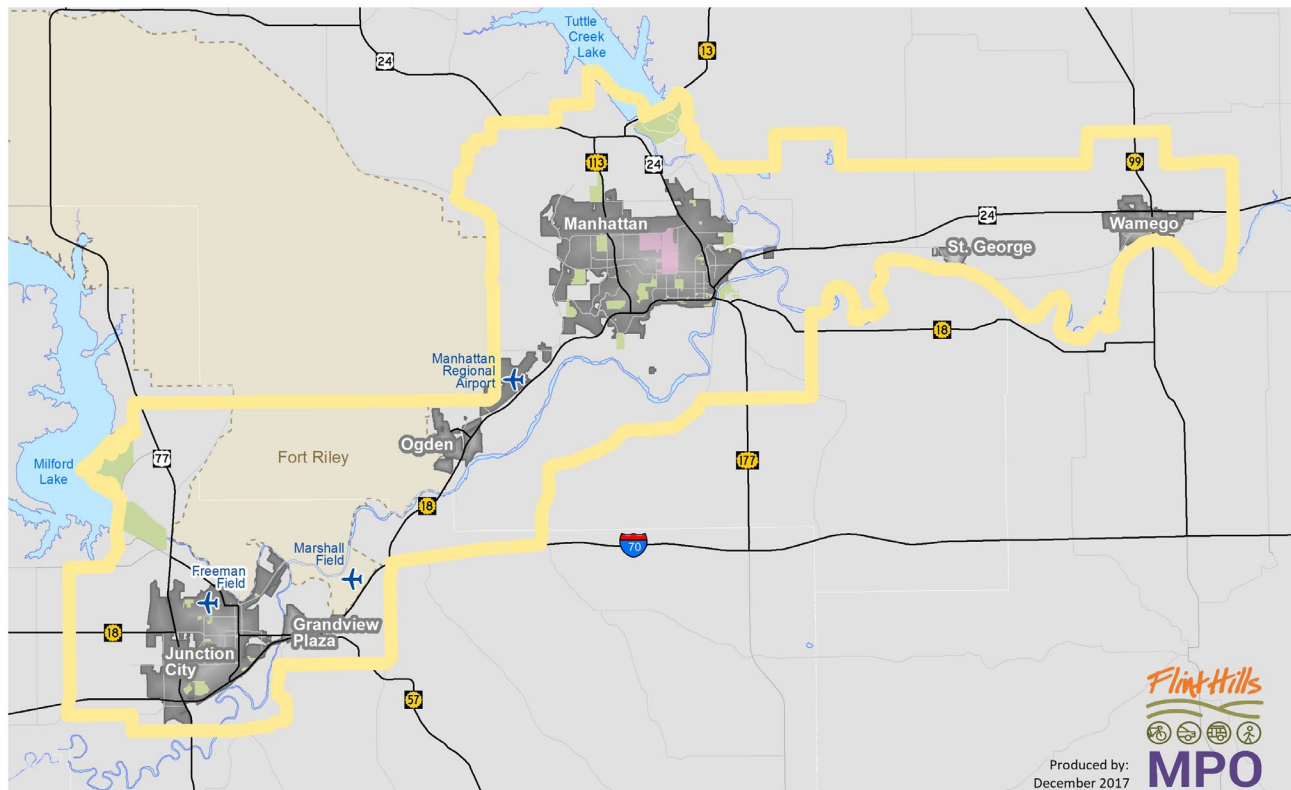 Tuttle
Creek
Lake
24
13
113
24
99
Manhattan
24
Wamego
St. George
18
Manhattan
Regional
Airport
Ogden
77
Fort Riley
Milford
Lake
177
18
70
Marshall
Field
Freeman
Field
18
Grandview
Plaza
Junction
City
57
Flint Hills
MPO
Produced by:
December 2017